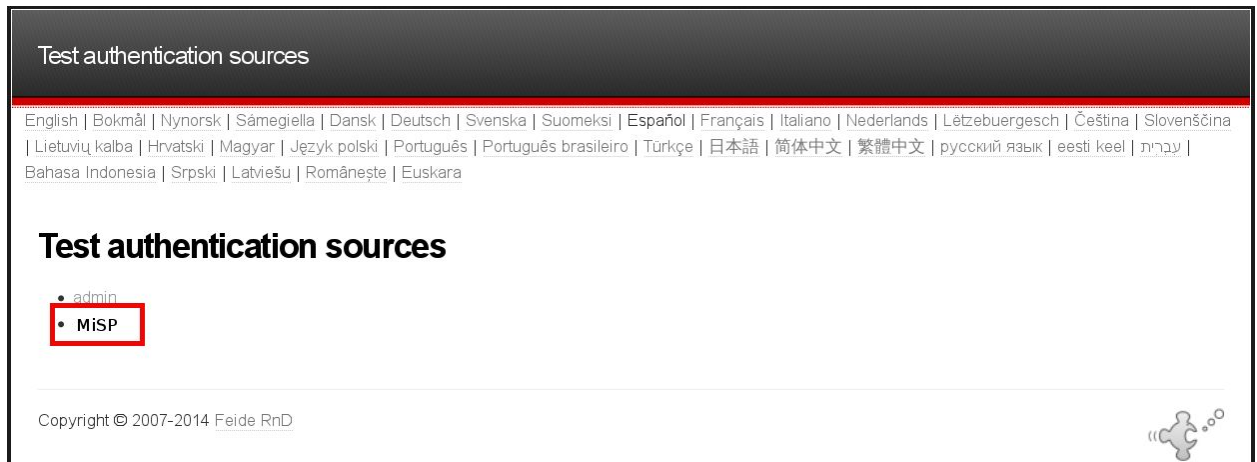 Test authentication sources
English | Bokmål | Nynorsk | Sámegiella | Dansk | Deutsch | Svenska | Suomeksi | Español | Français | Italiano | Nederlands | Lëtzebuergesch | Čeština | Slovenščina
| Lietuvių kalba | Hrvatski | Magyar | Język polski | Português | Português brasileiro | Türkçe | 日本語 | 简体中文 | 繁體中文 | русский язык | eesti keel | עִבְרִית |
Bahasa Indonesia | Srpski | Latviešu | Românește | Euskara
Test authentication sources
• admin
• MiSP
Copyright © 2007-2014 Feide RnD